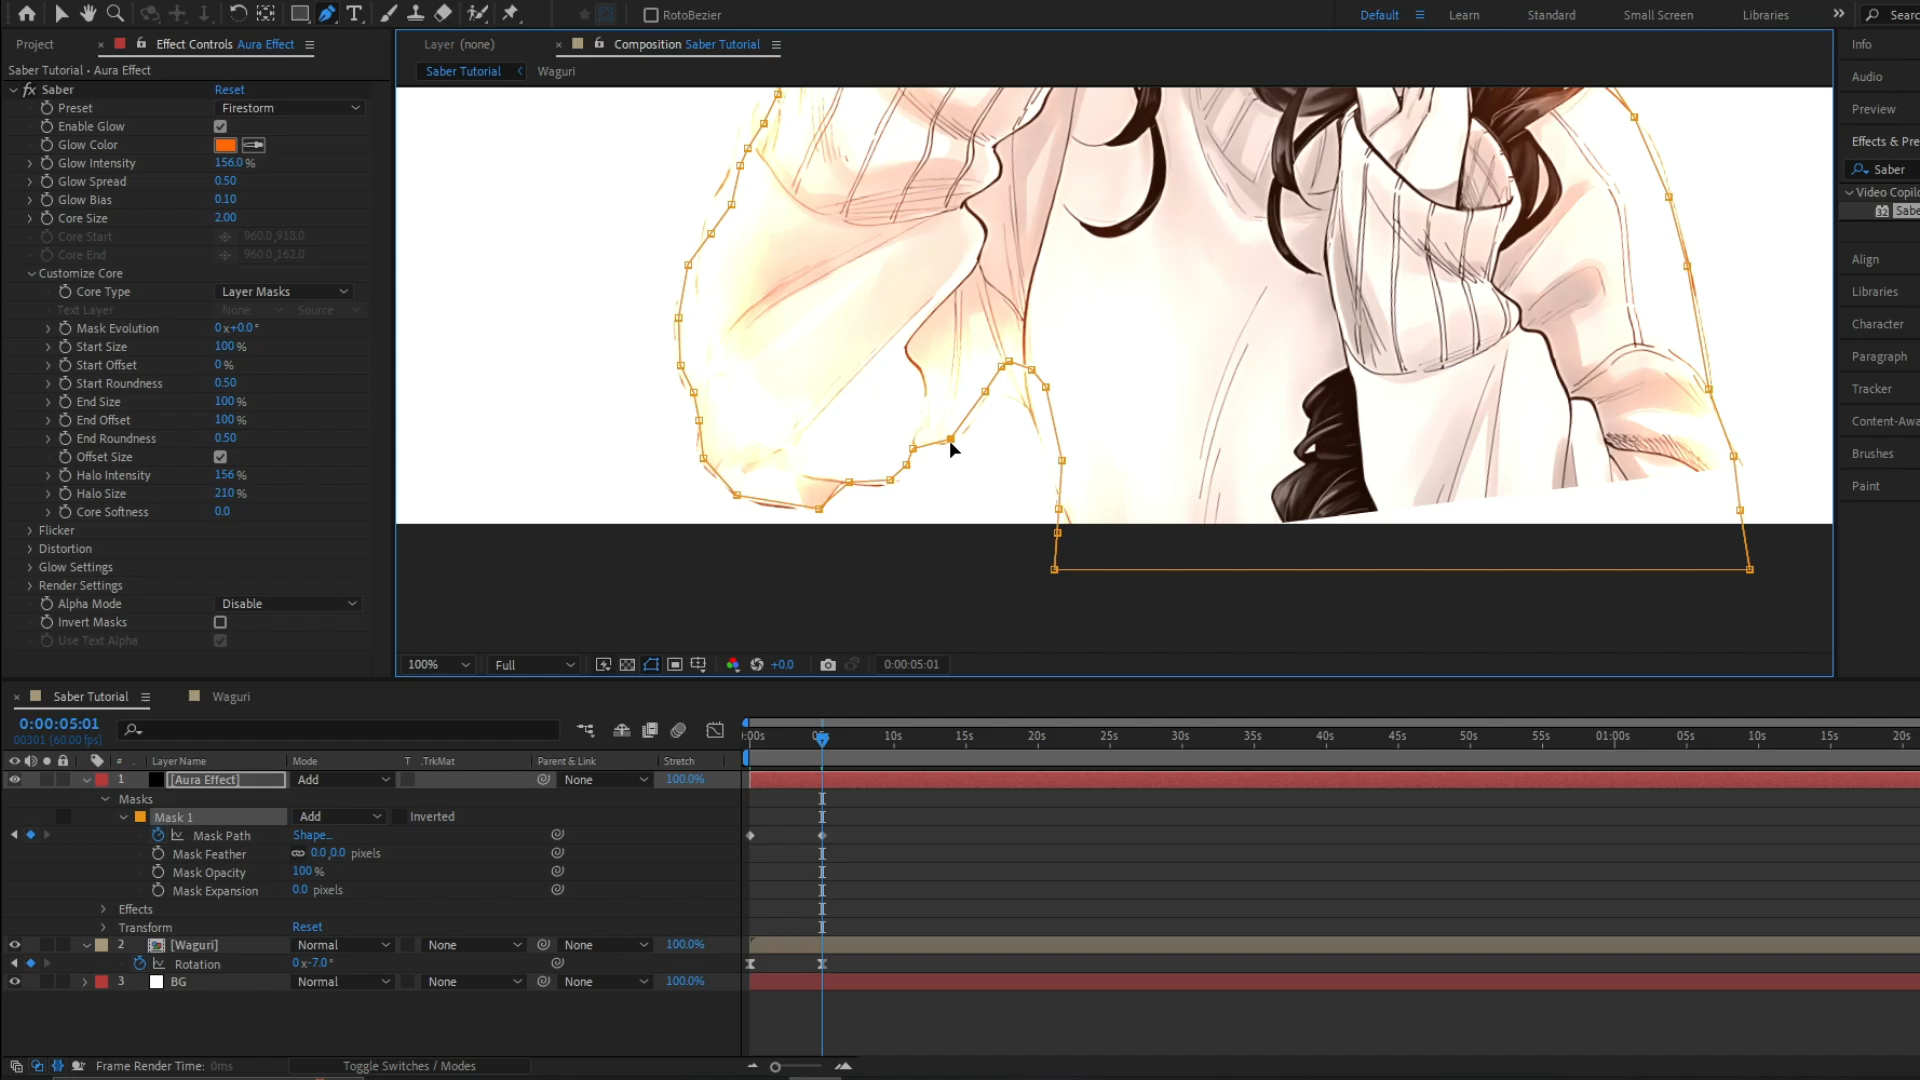 RotoBezier
Default
Learn
Standard
Small Screen
Libraries
Searc
Project
Effect Controls Aura Effect
Layer (none)
Composition Saber Tutorial
Info
Saber Tutorial • Aura Effect
Saber Tutorial
Waguri
fx Saber
Reset
Preset
Firestorm
Enable Glow
Glow Color
Glow Intensity
156.0 %
Glow Spread
0.50
Glow Bias
0.10
Core Size
2.00
Core Start
960.0,918.0
Core End
960.0,162.0
Customize Core
Core Type
Layer Masks
Text Layer
None
Source
Mask Evolution
0x+0.0°
Start Size
100 %
Start Offset
0 %
Start Roundness
0.50
End Size
100 %
End Offset
100 %
End Roundness
0.50
Offset Size
Halo Intensity
156 %
Halo Size
210 %
Core Softness
0.0
Flicker
Distortion
Glow Settings
Render Settings
Alpha Mode
Disable
Invert Masks
Use Text Alpha
Audio
Preview
Effects & Pre
Saber
Video Copilo
32
Sabe
Align
Libraries
Character
Paragraph
Tracker
Content-Awa
Brushes
Paint
100%
Full
+0.0
0:00:05:01
Saber Tutorial
Waguri
0:00:05:01
00301 (60.00 fps)
:00s
10s
15s
20s
25s
30s
35s
40s
45s
50s
55s
01:00s
05s
10s
15s
20s
#
Layer Name
Mode
T
.TrkMat
Parent & Link
Stretch
1
[Aura Effect]
Add
None
100.0%
Masks
Mask 1
Add
Inverted
Mask Path
Shape_
Mask Feather
0.0,0.0 pixels
Mask Opacity
100 %
Mask Expansion
0.0 pixels
Effects
Transform
Reset
2
[Waguri]
Normal
None
None
100.0%
Rotation
0x-7.0°
3
BG
Normal
None
None
100.0%
Frame Render Time: 0ms
Toggle Switches / Modes